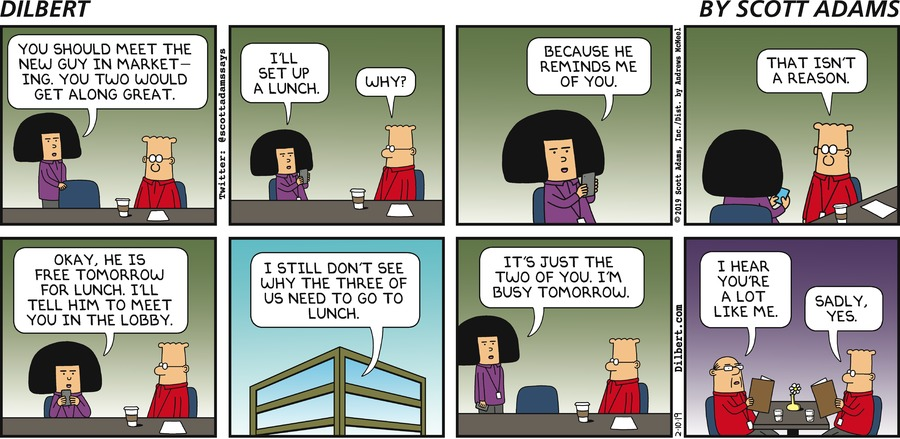 DILBERT
BY SCOTT ADAMS
YOU SHOULD MEET THE
NEW GUY IN MARKET—
ING. YOU TWO WOULD
GET ALONG GREAT.
Twitter: @scottadamssays
I'LL
SET UP
A LUNCH.
WHY?
BECAUSE HE
REMINDS ME
OF YOU.
©2019 Scott Adams, Inc./Dist. by Andrews McMeel
THAT ISN'T
A REASON.
OKAY, HE IS
FREE TOMORROW
FOR LUNCH. I'LL
TELL HIM TO MEET
YOU IN THE LOBBY.
I STILL DON'T SEE
WHY THE THREE OF
US NEED TO GO TO
LUNCH.
IT'S JUST THE
TWO OF YOU. I'M
BUSY TOMORROW.
2-10-19
Dilbert.com
I HEAR
YOU'RE
A LOT
LIKE ME.
SADLY,
YES.